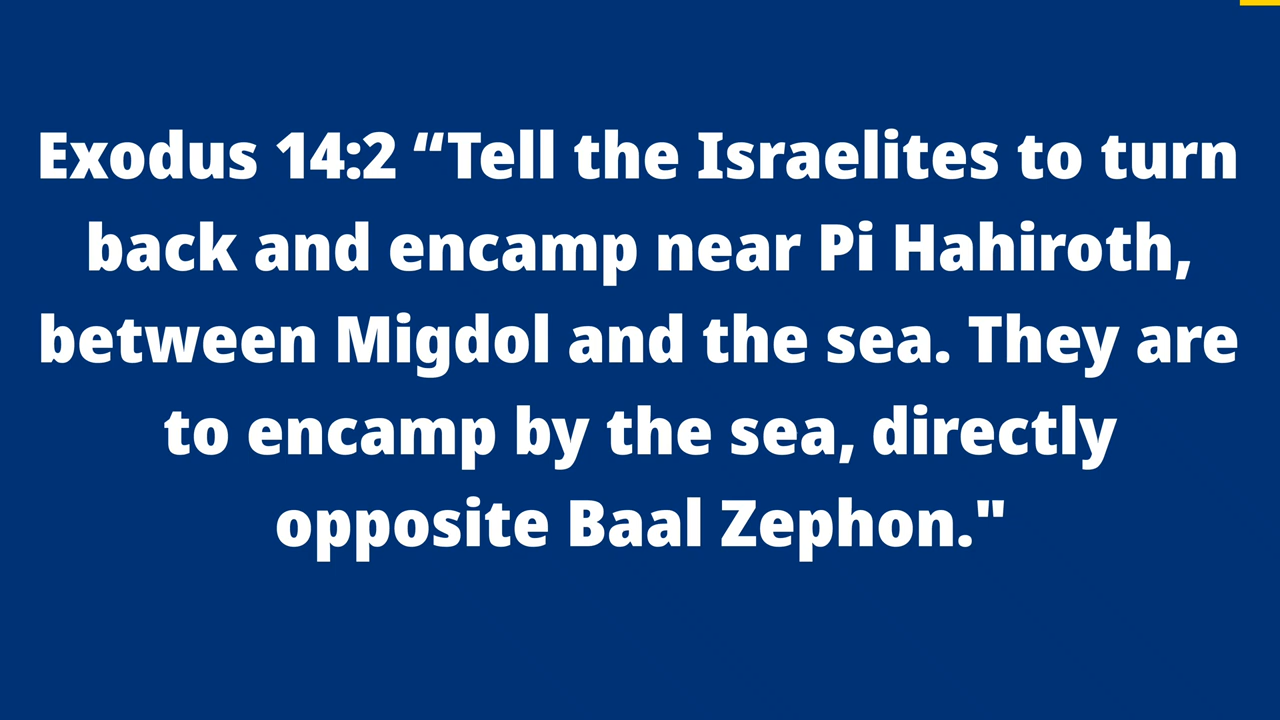 Exodus 14:2 “Tell the Israelites to turn
back and encamp near Pi Hahiroth,
between Migdol and the sea. They are
to encamp by the sea, directly
opposite Baal Zephon."